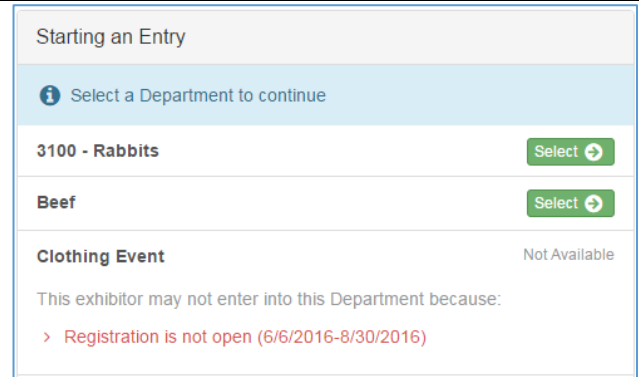 Starting an Entry
Select a Department to continue
3100 - Rabbits Select
Beef Select
Clothing Event Not Available
This exhibitor may not enter into this Department because:
> Registration is not open (6/6/2016-8/30/2016)